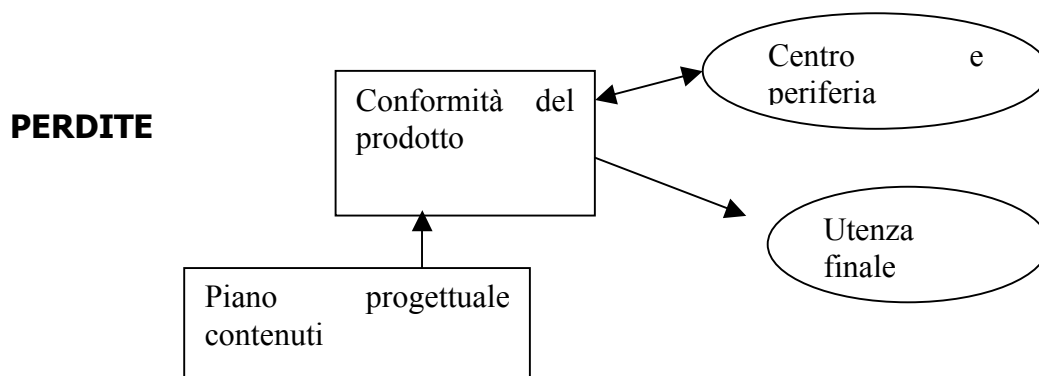 Centro e
periferia
Conformità del
prodotto
PERDITE
Utenza
finale
Piano progettuale
contenuti